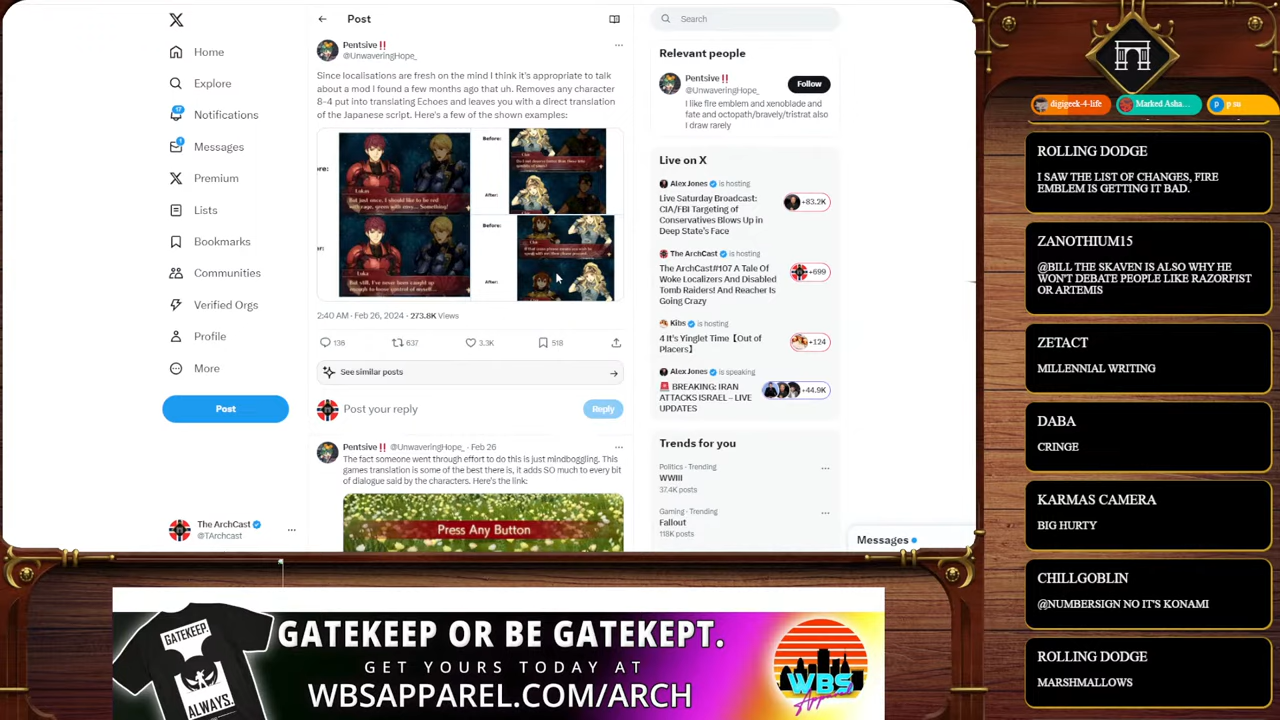 Home
Explore
17
Notifications
1
Messages
Premium
Lists
Bookmarks
Communities
Verified Orgs
Profile
More
Post
The ArchCast
@TArchcast
Post
Pentsive‼
@UnwaveringHope_
Since localisations are fresh on the mind I think it's appropriate to talk
about a mod I found a few months ago that uh. Removes any character
8-4 put into translating Echoes and leaves you with a direct translation
of the Japanese script. Here's a few of the shown examples:
Before:
After:
Before:
After:
Lukas
2:40 AM · Feb 26, 2024 · 273.8K Views
136
637
3.3K
518
See similar posts
Post your reply
Reply
Pentsive‼ @UnwaveringHope_ · Feb 26
The fact someone went through effort to do this is just mindboggling. This
games translation is some of the best there is, it adds SO much to every bit
of dialogue said by the characters. Here's the link:
Press Any Button
Search
Relevant people
Pentsive‼
@UnwaveringHope_
Follow
I like fire emblem and xenoblade and
fate and octopath/bravely/tristrat also
I draw rarely
Live on X
Alex Jones is hosting
Live Saturday Broadcast:
CIA/FBI Targeting of
Conservatives Blows Up in
Deep State's Face
+83.2K
The ArchCast is hosting
The ArchCast#107 A Tale Of
Woke Localizers And Disabled
Tomb Raiders! And Reacher Is
Going Crazy
+699
Kibs is hosting
4 It's Yinglet Time【Out of
Placers】
+124
Alex Jones is speaking
BREAKING: IRAN
ATTACKS ISRAEL – LIVE
UPDATES
+44.9K
Trends for you
Politics · Trending
WWIII
37.4K posts
Gaming · Trending
Fallout
118K posts
Messages
digigeek-4-life
Marked Asha...
p su
ROLLING DODGE
I SAW THE LIST OF CHANGES, FIRE
EMBLEM IS GETTING IT BAD.
ZANOTHIUM15
@BILL THE SKAVEN IS ALSO WHY HE
WON'T DEBATE PEOPLE LIKE RAZORFIST
OR ARTEMIS
ZETACT
MILLENNIAL WRITING
DABA
CRINGE
KARMAS CAMERA
BIG HURTY
CHILLGOBLIN
@NUMBERSIGN NO IT'S KONAMI
ROLLING DODGE
MARSHMALLOWS
GATEKEEP
ALWAYS
GATEKEEP OR BE GATEKEPT.
GET YOURS TODAY AT
WBSAPPAREL.COM/ARCH
WBS
Apparel